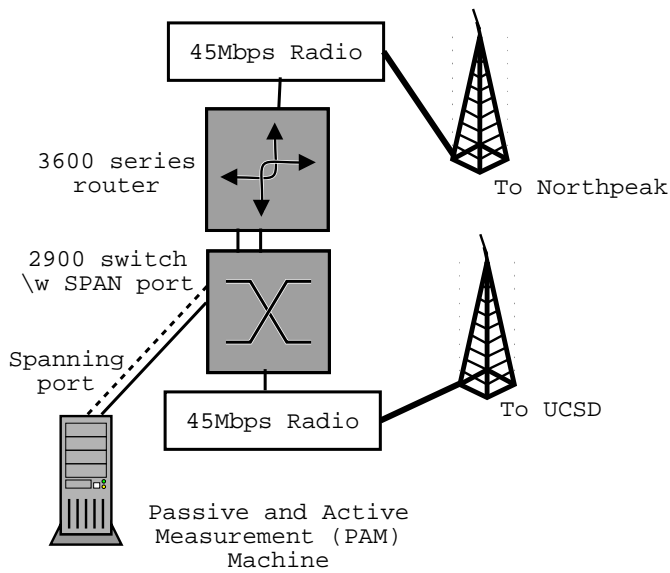 45Mbps Radio
3600 series
router
To Northpeak
2900 switch
\w SPAN port
Spanning
port
45Mbps Radio
To UCSD
Passive and Active
Measurement (PAM)
Machine